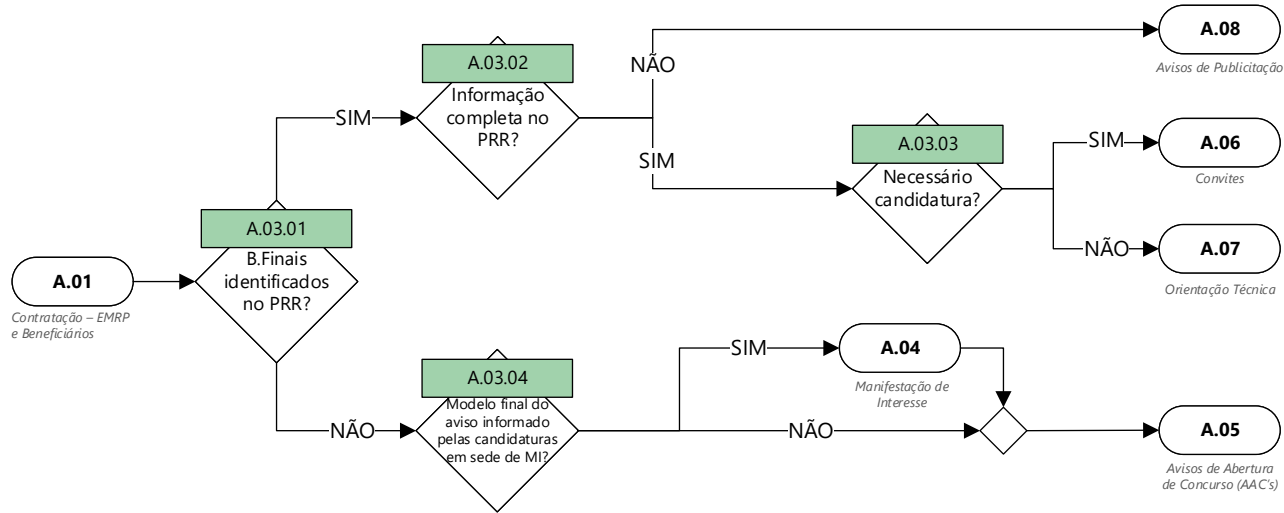 A.01
Contratação – EMRP
e Beneficiários
A.03.01
B.Finais
identificados
no PRR?
SIM
A.03.02
Informação
completa no
PRR?
NÃO
A.08
Avisos de Publicitação
SIM
A.03.03
Necessário
candidatura?
SIM
A.06
Convites
NÃO
A.07
Orientação Técnica
NÃO
A.03.04
Modelo final do
aviso informado
pelas candidaturas
em sede de MI?
SIM
A.04
Manifestação de
Interesse
NÃO
A.05
Avisos de Abertura
de Concurso (AAC's)